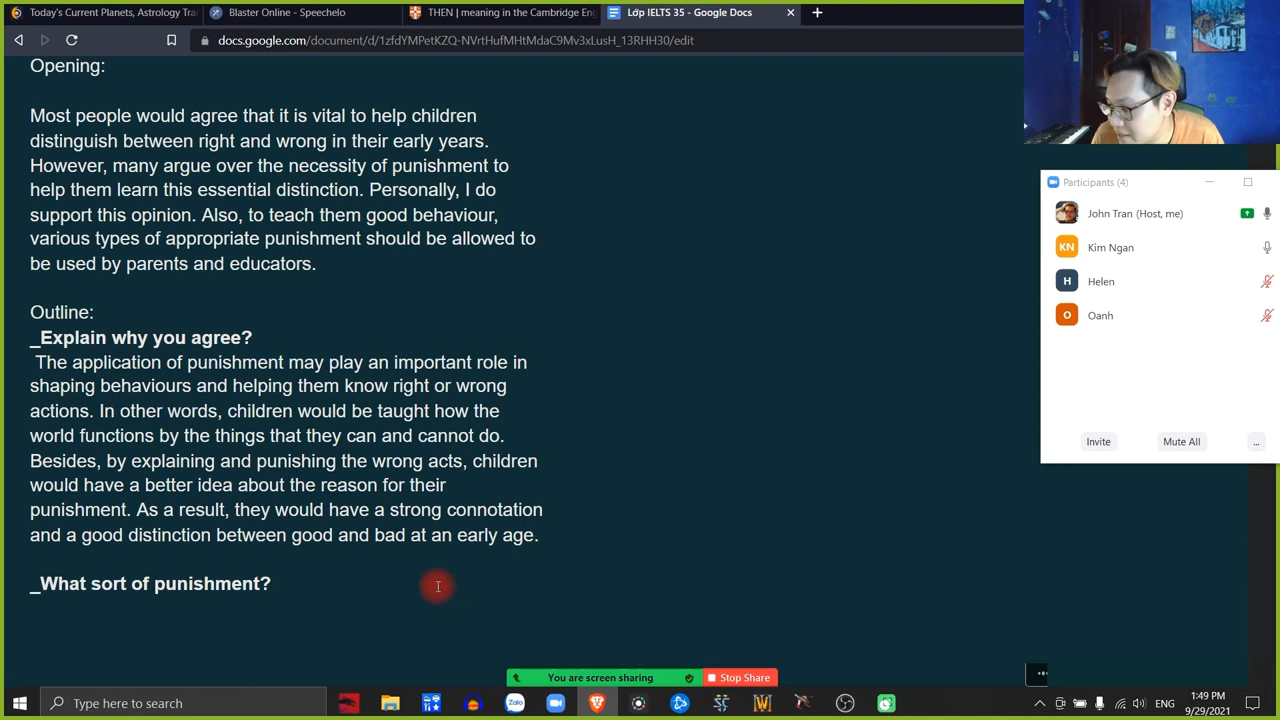 Today's Current Planets, Astrology Tra
Blaster Online - Speechelo
THEN | meaning in the Cambridge Eng
Lớp IELTS 35 - Google Docs
docs.google.com/document/d/1zfdYMPetKZQ-NVrtHufMHtMdaC9Mv3xLusH_13RHH30/edit
Opening:
Most people would agree that it is vital to help children
distinguish between right and wrong in their early years.
However, many argue over the necessity of punishment to
help them learn this essential distinction. Personally, I do
support this opinion. Also, to teach them good behaviour,
various types of appropriate punishment should be allowed to
be used by parents and educators.
Outline:
_Explain why you agree?
The application of punishment may play an important role in
shaping behaviours and helping them know right or wrong
actions. In other words, children would be taught how the
world functions by the things that they can and cannot do.
Besides, by explaining and punishing the wrong acts, children
would have a better idea about the reason for their
punishment. As a result, they would have a strong connotation
and a good distinction between good and bad at an early age.
_What sort of punishment?
Participants (4)
John Tran (Host, me)
KN Kim Ngan
H Helen
O Oanh
Invite
Mute All
...
You are screen sharing
Stop Share
Type here to search
Zalo
ENG
1:49 PM
9/29/2021